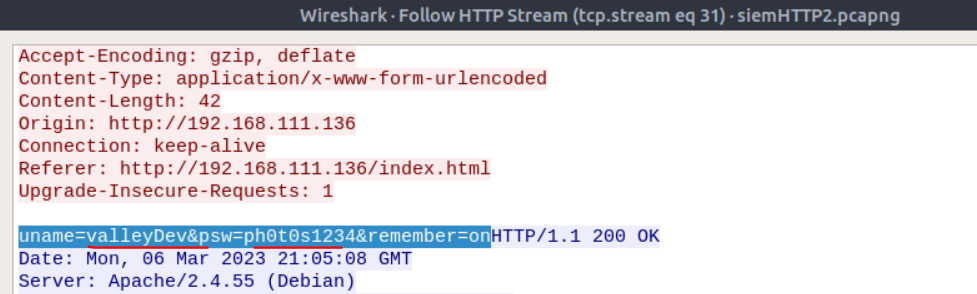 Wireshark · Follow HTTP Stream (tcp.stream eq 31) · siemHTTP2.pcapng
Accept-Encoding: gzip, deflate
Content-Type: application/x-www-form-urlencoded
Content-Length: 42
Origin: http://192.168.111.136
Connection: keep-alive
Referer: http://192.168.111.136/index.html
Upgrade-Insecure-Requests: 1
uname=valleyDev&psw=ph0t0s1234&remember=onHTTP/1.1 200 OK
Date: Mon, 06 Mar 2023 21:05:08 GMT
Server: Apache/2.4.55 (Debian)